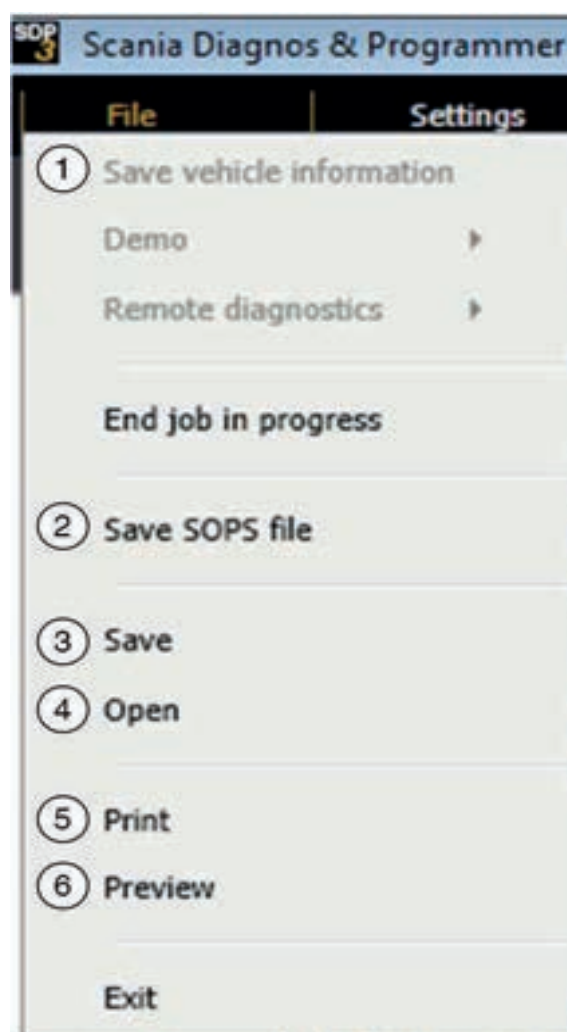 SDP
3 Scania Diagnos & Programmer
File Settings
1 Save vehicle information
Demo
Remote diagnostics
End job in progress
2 Save SOPS file
3 Save
4 Open
5 Print
6 Preview
Exit